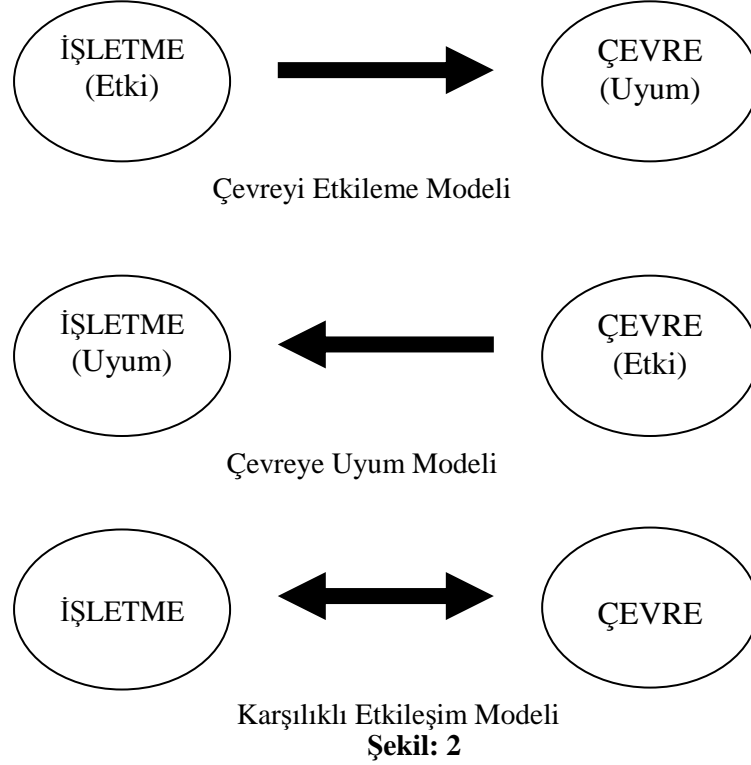 İŞLETME
(Etki)
ÇEVRE
(Uyum)
Çevreyi Etkileme Modeli
İŞLETME
(Uyum)
ÇEVRE
(Etki)
Çevreye Uyum Modeli
İŞLETME
ÇEVRE
Karşılıklı Etkileşim Modeli
Şekil: 2